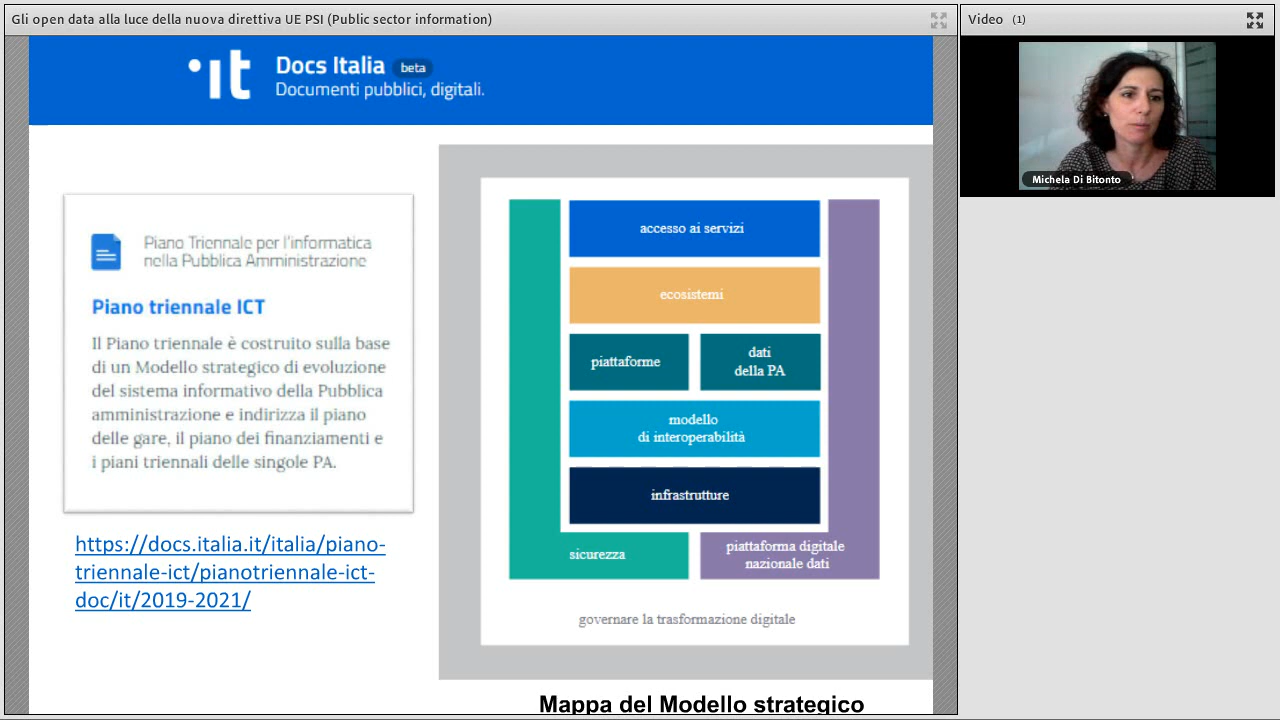 Gli open data alla luce della nuova direttiva UE PSI (Public sector information)
Video (1)
Michela Di Bitonto
•it
Docs Italia beta
Documenti pubblici, digitali.
Piano Triennale per l'informatica
nella Pubblica Amministrazione
Piano triennale ICT
Il Piano triennale è costruito sulla base
di un Modello strategico di evoluzione
del sistema informativo della Pubblica
amministrazione e indirizza il piano
delle gare, il piano dei finanziamenti e
i piani triennali delle singole PA.
https://docs.italia.it/italia/piano-
triennale-ict/pianotriennale-ict-
doc/it/2019-2021/
accesso ai servizi
ecosistemi
piattaforme
dati
della PA
modello
di interoperabilità
infrastrutture
sicurezza
piattaforma digitale
nazionale dati
governare la trasformazione digitale
Mappa del Modello strategico